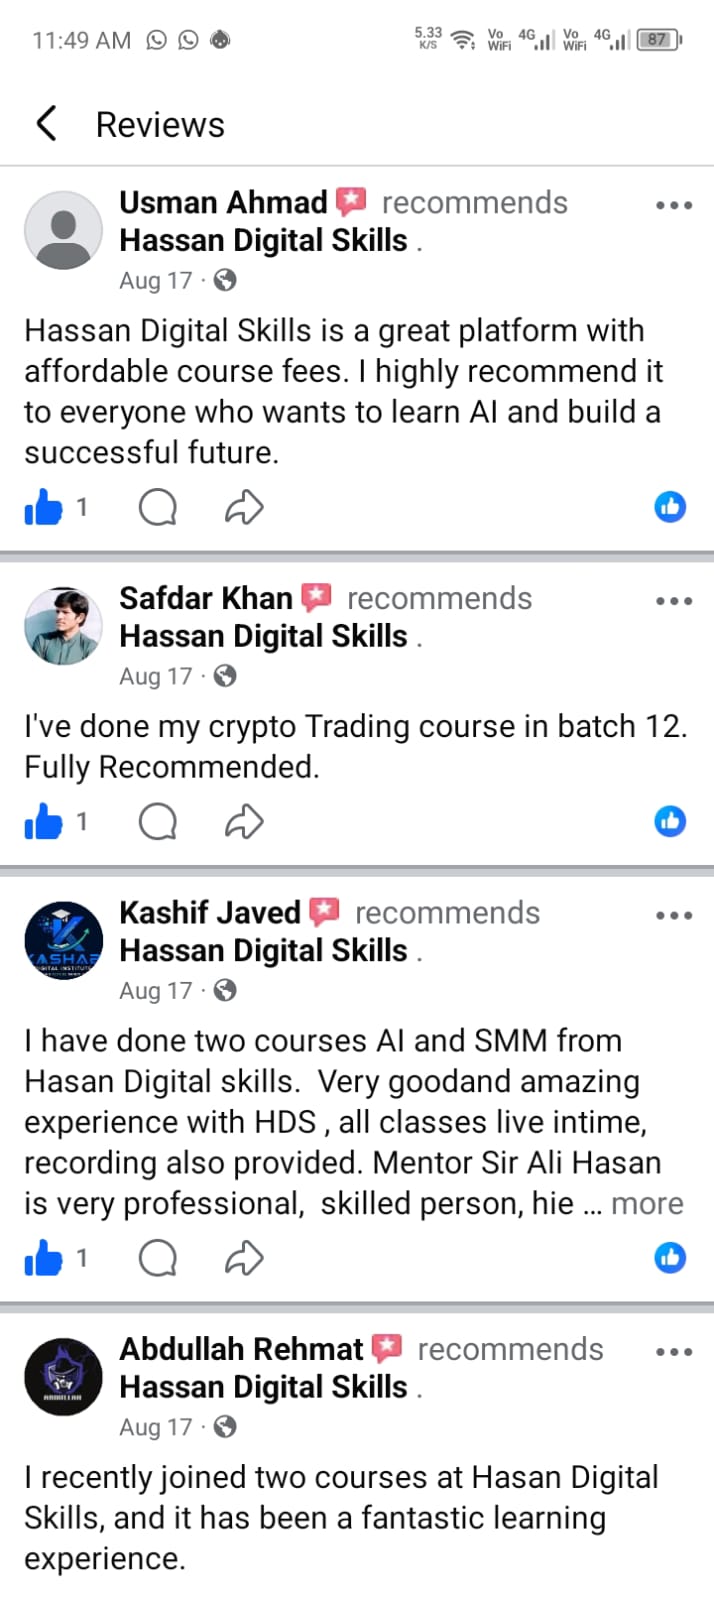 11:49 AM
5.33 K/S Vo WiFi 4G Vo WiFi 4G 87
Reviews
Usman Ahmad recommends
Hassan Digital Skills .
Aug 17 ·
Hassan Digital Skills is a great platform with
affordable course fees. I highly recommend it
to everyone who wants to learn AI and build a
successful future.
1
Safdar Khan recommends
Hassan Digital Skills .
Aug 17 ·
I've done my crypto Trading course in batch 12.
Fully Recommended.
1
KASHAF
DIGITAL INSTITUTE
Kashif Javed recommends
Hassan Digital Skills .
Aug 17 ·
I have done two courses AI and SMM from
Hasan Digital skills.  Very goodand amazing
experience with HDS , all classes live intime,
recording also provided. Mentor Sir Ali Hasan
is very professional,  skilled person, hie ... more
1
ABDULLAH
Abdullah Rehmat recommends
Hassan Digital Skills .
Aug 17 ·
I recently joined two courses at Hasan Digital
Skills, and it has been a fantastic learning
experience.